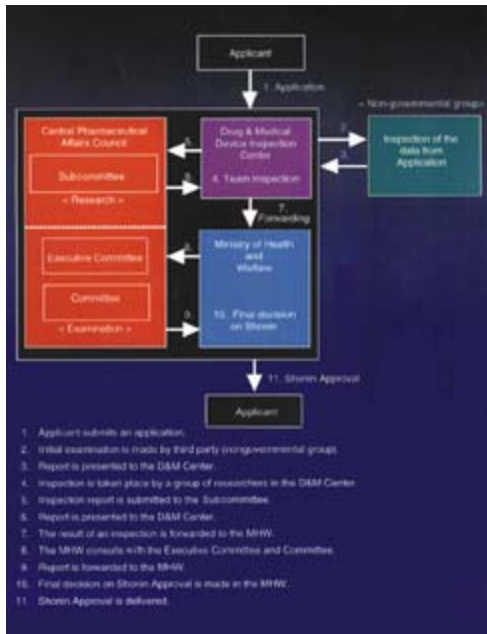 Applicant
1. Application
« Non-governmental group»
Central Pharmaceutical
Affairs Council
Subcommittee
« Research »
Drug & Medical
Device Inspection
Center
4. Team Inspection
2.
3.
Inspection of the
data from
Application
5.
6.
7.
Forwarding
Executive Committee
Committee
« Examination »
8.
9.
Ministry of Health
and
Welfare
10. Final decision
on Shonin
11. Shonin Approval
Applicant
1. Applicant submits an application.
2. Initial examination is made by third party (nongovernmental group).
3. Report is presented to the D&M Center.
4. Inspection is taken place by a group of researchers in the D&M Center.
5. Inspection report is submitted to the Subcommittee.
6. Report is presented to the D&M Center.
7. The result of an inspection is forwarded to the MHW.
8. The MHW consults with the Executive Committee and Committee.
9. Report is forwarded to the MHW.
10. Final decision on Shonin Approval is made in the MHW.
11. Shonin Approval is delivered.